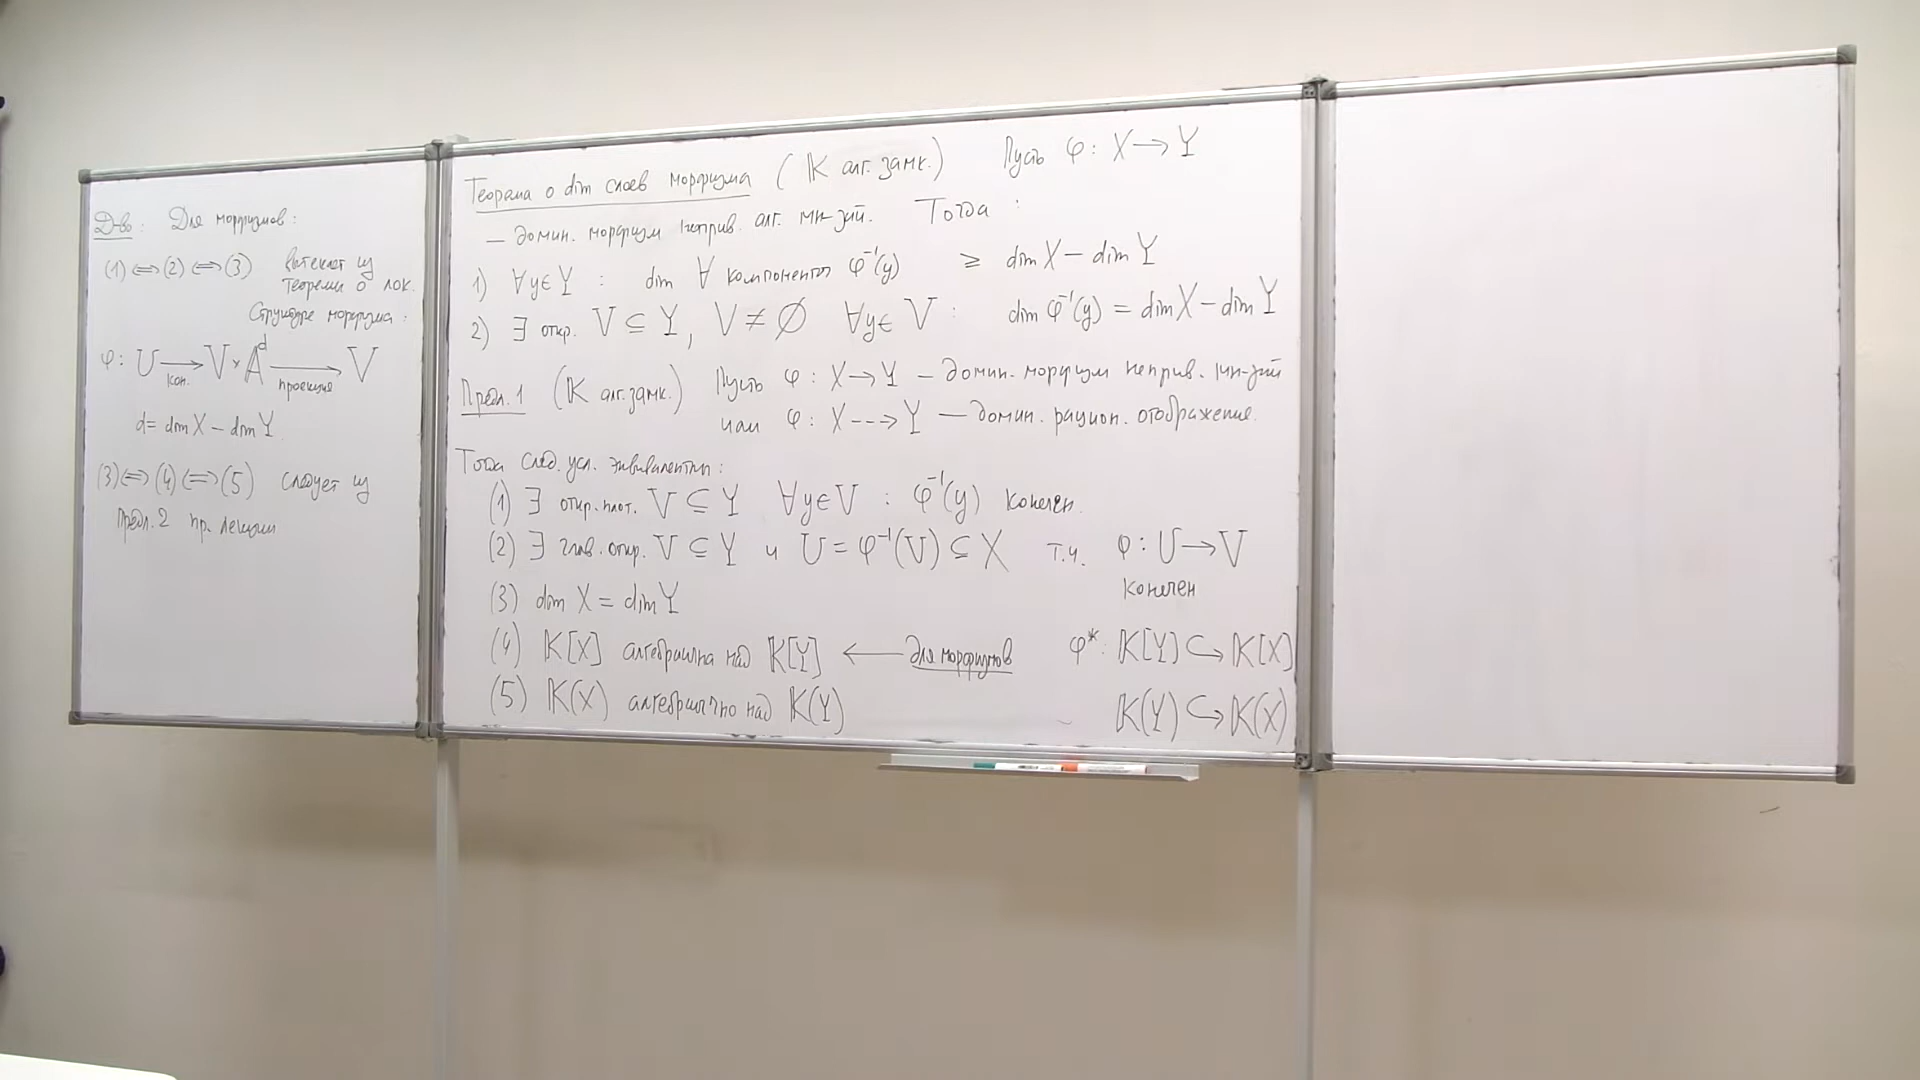 Д-во: Для морфизмов:
(1) ⟺ (2) ⟺ (3) вытекает из
теоремы о лок.
структуре морфизма:
φ: U → V × 𝔸^d → V
кон. проекция
d = dim X − dim Y
(3) ⟺ (4) ⟺ (5) следует из
Предл. 2 пр. лекции
Теорема о dim слоев морфизма (𝕂 алг. замк.) Пусть φ: X → Y
— домин. морфизм неприв. алг. мн-зий. Тогда:
1) ∀y∈Y : dim ∀ компоненты φ⁻¹(y) ≥ dim X − dim Y
2) ∃ откр. V ⊆ Y, V ≠ ∅ ∀y∈V : dim φ⁻¹(y) = dim X − dim Y
Предл. 1 (𝕂 алг. замк.) Пусть φ: X → Y — домин. морфизм неприв. мн-зий
или φ: X ⇢ Y — домин. рацион. отображение.
Тогда след. усл. эквивалентны:
(1) ∃ откр. плот. V ⊆ Y ∀y∈V : φ⁻¹(y) конечен.
(2) ∃ глав. откр. V ⊆ Y и U = φ⁻¹(V) ⊆ X т.ч. φ: U → V
конечен
(3) dim X = dim Y
(4) 𝕂[X] алгебраична над 𝕂[Y] ← для морфизмов φ*: 𝕂[Y] ↪ 𝕂[X]
(5) 𝕂(X) алгебраично над 𝕂(Y) 𝕂(Y) ↪ 𝕂(X)